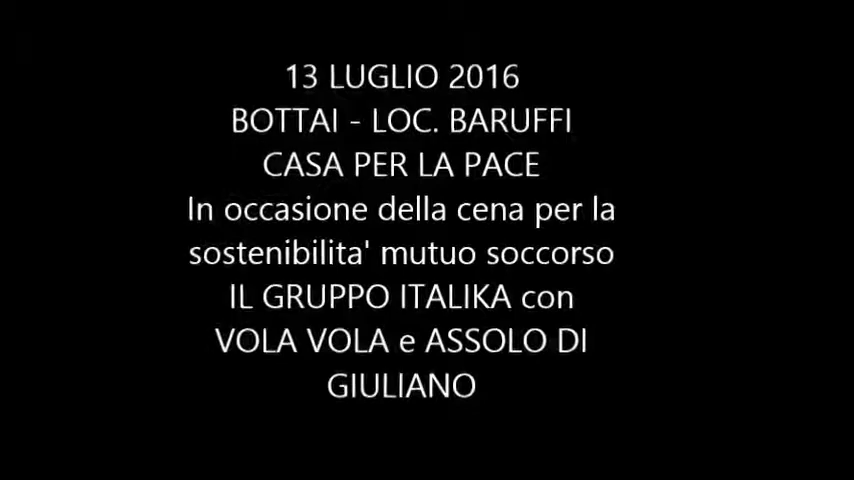 13 LUGLIO 2016
BOTTAI - LOC. BARUFFI
CASA PER LA PACE
In occasione della cena per la
sostenibilita' mutuo soccorso
IL GRUPPO ITALIKA con
VOLA VOLA e ASSOLO DI
GIULIANO